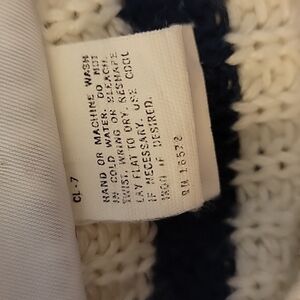 HAND OR MACHINE WASH
IN COLD WATER. DO NOT
TWIST, WRING OR BLEACH.
LAY FLAT TO DRY. RESHAPE
IF NECESSARY. USE COOL
IRON IF DESIRED.
RN 16572
CL-7